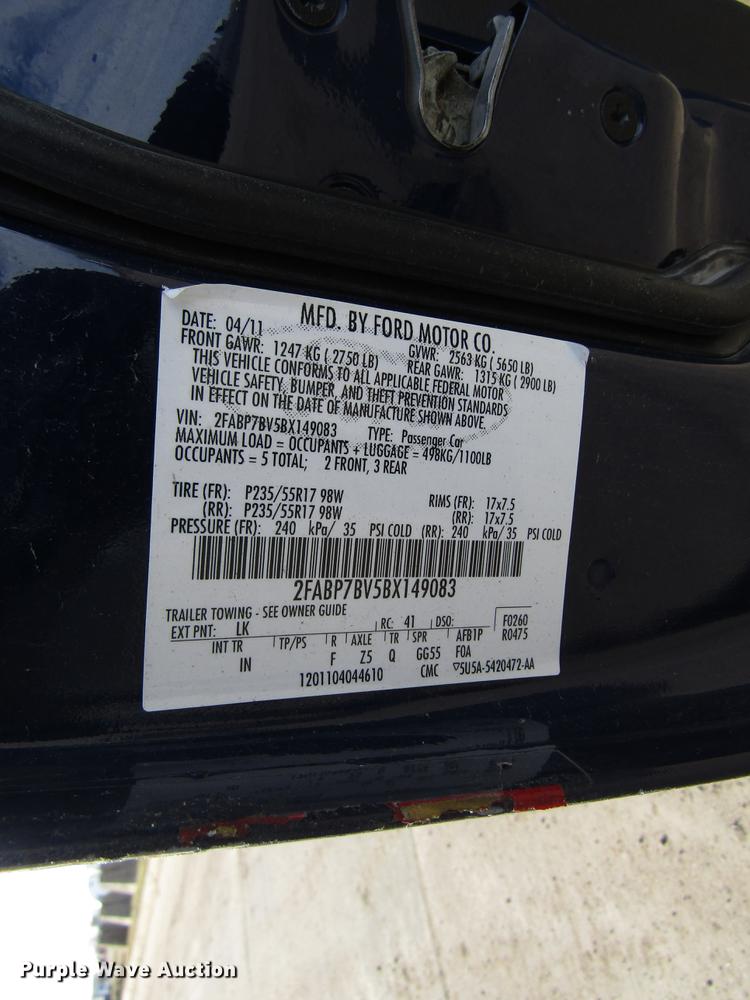 MFD. BY FORD MOTOR CO.
DATE: 04/11 GVWR: 2563 KG (5650 LB)
FRONT GAWR: 1247 KG (2750 LB) REAR GAWR: 1315 KG (2900 LB)
THIS VEHICLE CONFORMS TO ALL APPLICABLE FEDERAL MOTOR
VEHICLE SAFETY, BUMPER, AND THEFT PREVENTION STANDARDS
IN EFFECT ON THE DATE OF MANUFACTURE SHOWN ABOVE.
VIN: 2FABP7BV5BX149083 TYPE: Passenger Car
MAXIMUM LOAD = OCCUPANTS + LUGGAGE = 498KG/1100LB
OCCUPANTS = 5 TOTAL; 2 FRONT, 3 REAR
TIRE (FR): P235/55R17 98W RIMS (FR): 17x7.5
(RR): P235/55R17 98W (RR): 17x7.5
PRESSURE (FR): 240 kPa/ 35 PSI COLD (RR): 240 kPa/ 35 PSI COLD
2FABP7BV5BX149083
TRAILER TOWING - SEE OWNER GUIDE
EXT PNT: LK RC: 41 DSO: F0260
INT TR TP/PS R AXLE TR SPR AFB1P R0475
IN F Z5 Q GG55 FOA
1201104044610 CMC ▽5U5A-5420472-AA
Purple Wave Auction